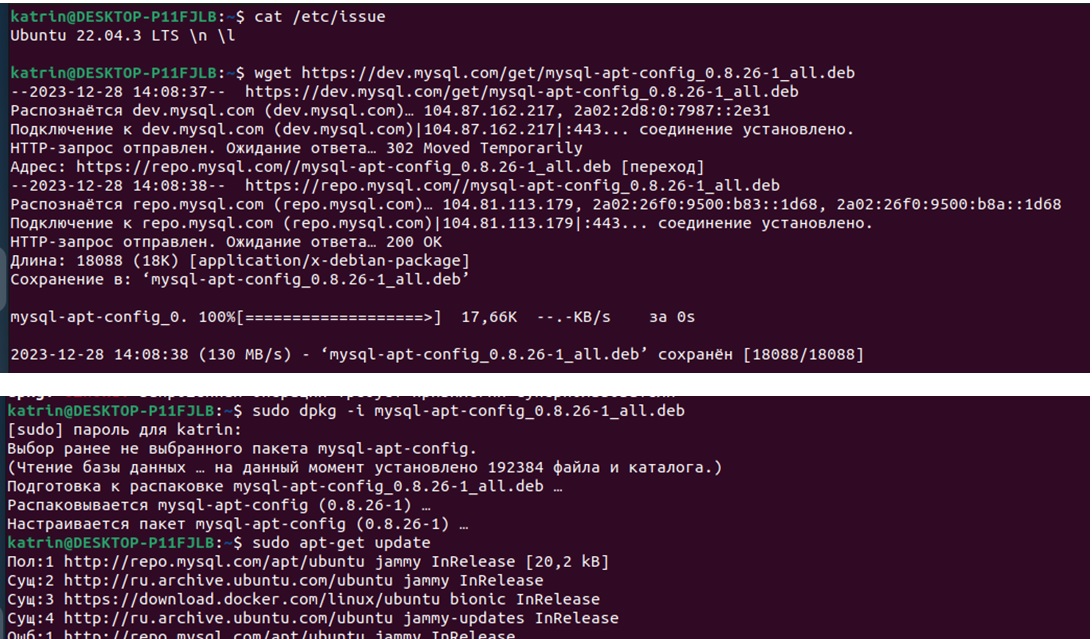 katrin@DESKTOP-P11FJLB:~$ cat /etc/issue
Ubuntu 22.04.3 LTS \n \l
katrin@DESKTOP-P11FJLB:~$ wget https://dev.mysql.com/get/mysql-apt-config_0.8.26-1_all.deb
--2023-12-28 14:08:37--  https://dev.mysql.com/get/mysql-apt-config_0.8.26-1_all.deb
Распознаётся dev.mysql.com (dev.mysql.com)… 104.87.162.217, 2a02:2d8:0:7987::2e31
Подключение к dev.mysql.com (dev.mysql.com)|104.87.162.217|:443... соединение установлено.
HTTP-запрос отправлен. Ожидание ответа… 302 Moved Temporarily
Адрес: https://repo.mysql.com//mysql-apt-config_0.8.26-1_all.deb [переход]
--2023-12-28 14:08:38--  https://repo.mysql.com//mysql-apt-config_0.8.26-1_all.deb
Распознаётся repo.mysql.com (repo.mysql.com)… 104.81.113.179, 2a02:26f0:9500:b83::1d68, 2a02:26f0:9500:b8a::1d68
Подключение к repo.mysql.com (repo.mysql.com)|104.81.113.179|:443... соединение установлено.
HTTP-запрос отправлен. Ожидание ответа… 200 OK
Длина: 18088 (18K) [application/x-debian-package]
Сохранение в: ‘mysql-apt-config_0.8.26-1_all.deb’
mysql-apt-config_0. 100%[===================>]  17,66K  --.-KB/s    за 0s
2023-12-28 14:08:38 (130 MB/s) - ‘mysql-apt-config_0.8.26-1_all.deb’ сохранён [18088/18088]
katrin@DESKTOP-P11FJLB:~$ sudo dpkg -i mysql-apt-config_0.8.26-1_all.deb
[sudo] пароль для katrin:
Выбор ранее не выбранного пакета mysql-apt-config.
(Чтение базы данных … на данный момент установлено 192384 файла и каталога.)
Подготовка к распаковке mysql-apt-config_0.8.26-1_all.deb …
Распаковывается mysql-apt-config (0.8.26-1) …
Настраивается пакет mysql-apt-config (0.8.26-1) …
katrin@DESKTOP-P11FJLB:~$ sudo apt-get update
Пол:1 http://repo.mysql.com/apt/ubuntu jammy InRelease [20,2 kB]
Сущ:2 http://ru.archive.ubuntu.com/ubuntu jammy InRelease
Сущ:3 https://download.docker.com/linux/ubuntu bionic InRelease
Сущ:4 http://ru.archive.ubuntu.com/ubuntu jammy-updates InRelease
Ошб:1 http://repo.mysql.com/apt/ubuntu jammy InRelease